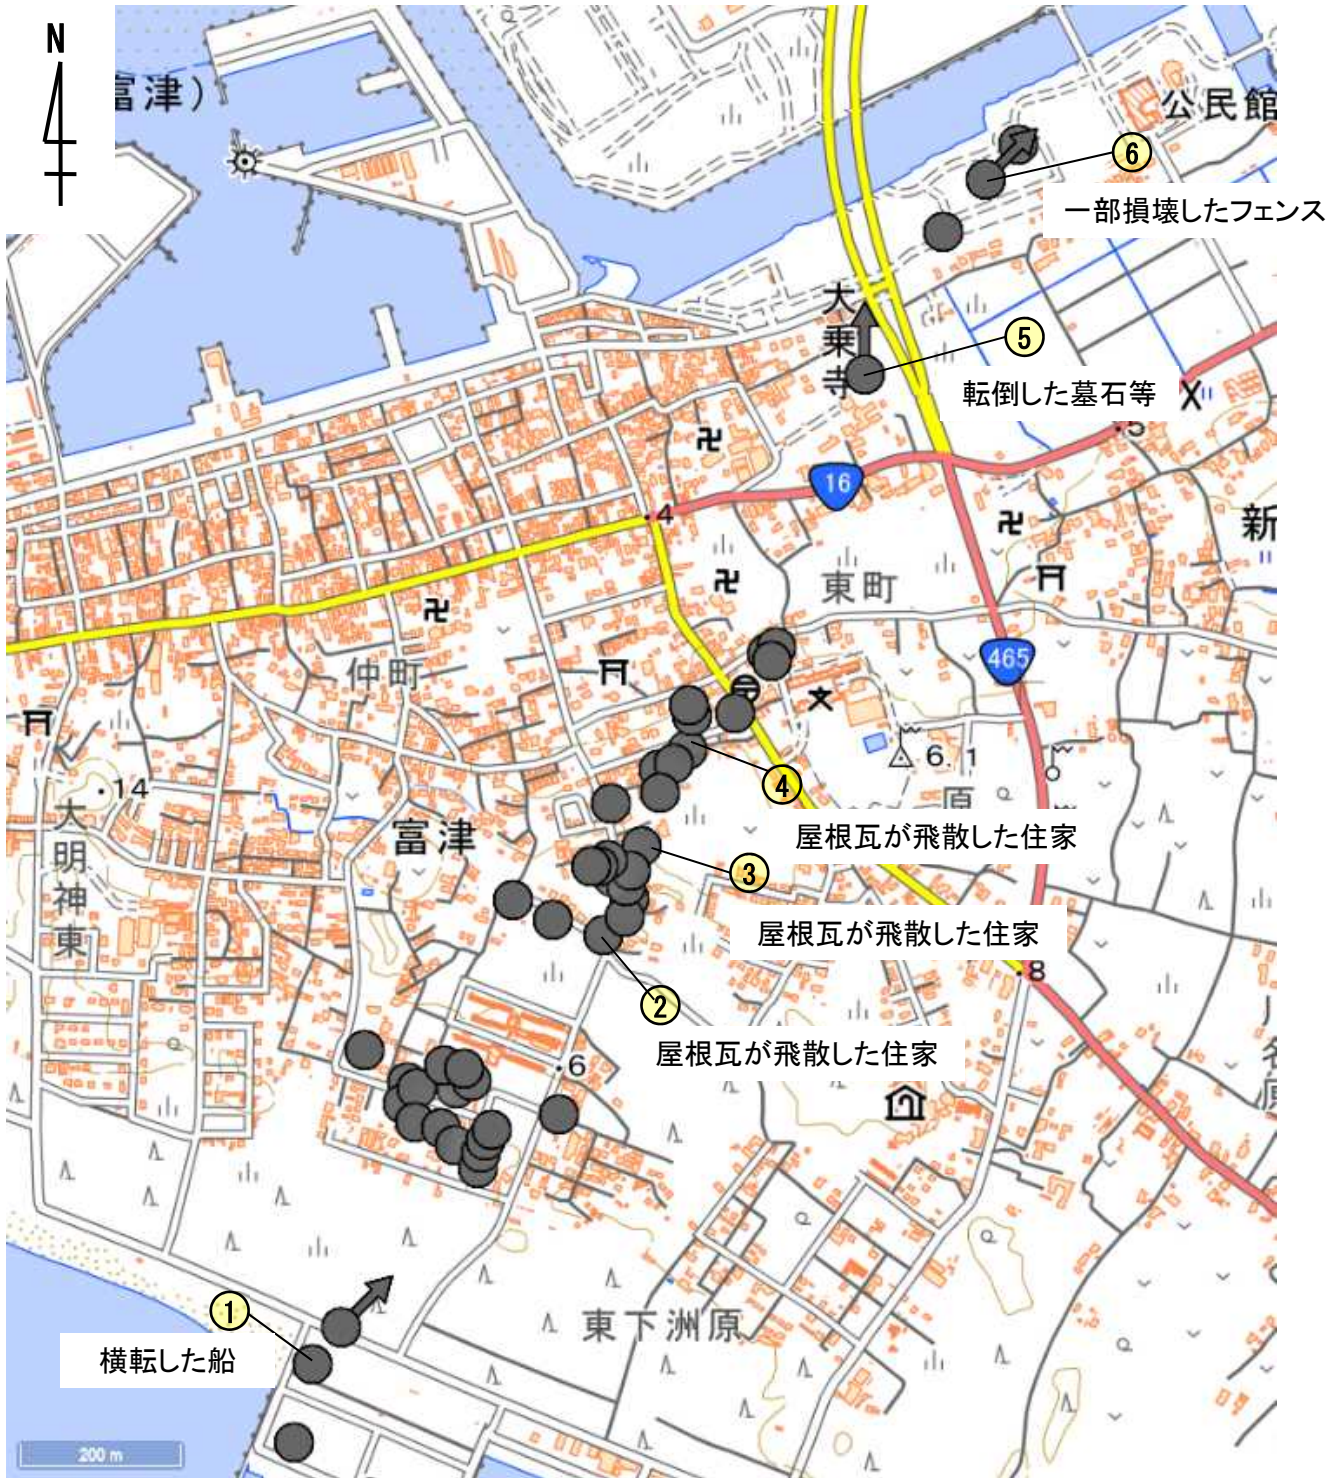 N
富津)
公民館
6
一部損壊したフェンス
大乗寺
5
転倒した墓石等
5
16
4
新
東町
仲町
465
6.1
14
4
原
屋根瓦が飛散した住家
大明神東
富津
3
屋根瓦が飛散した住家
8
2
屋根瓦が飛散した住家
6
1
横転した船
東下洲原
200 m